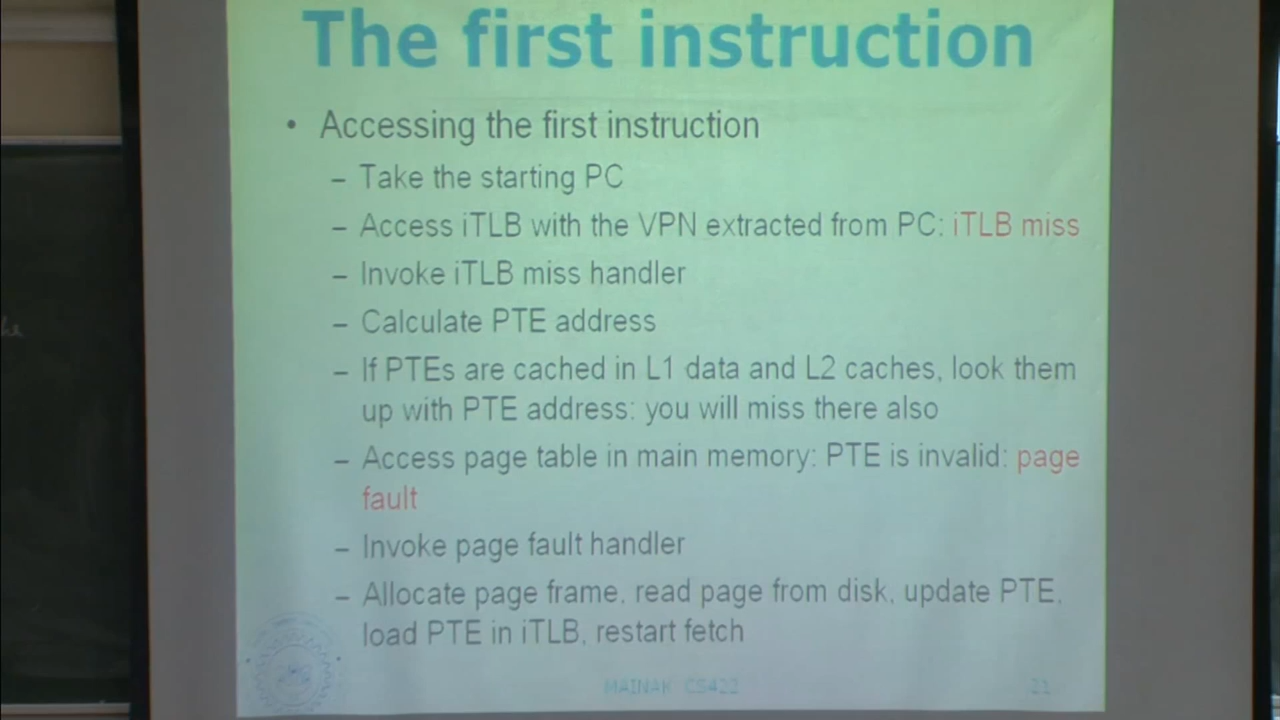 The first instruction
• Accessing the first instruction
– Take the starting PC
– Access iTLB with the VPN extracted from PC: iTLB miss
– Invoke iTLB miss handler
– Calculate PTE address
– If PTEs are cached in L1 data and L2 caches, look them
up with PTE address: you will miss there also
– Access page table in main memory: PTE is invalid: page
fault
– Invoke page fault handler
– Allocate page frame, read page from disk, update PTE,
load PTE in iTLB, restart fetch
MAINAK CS422
21
he